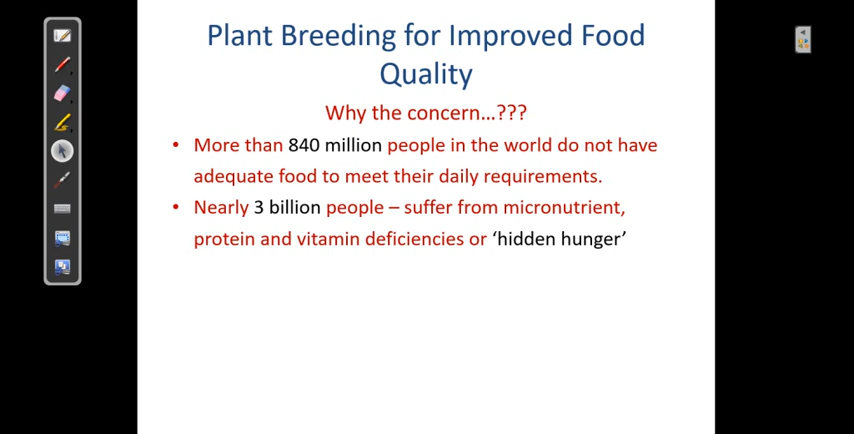 Plant Breeding for Improved Food
Quality
Why the concern...???
• More than 840 million people in the world do not have
adequate food to meet their daily requirements.
• Nearly 3 billion people – suffer from micronutrient,
protein and vitamin deficiencies or ‘hidden hunger’